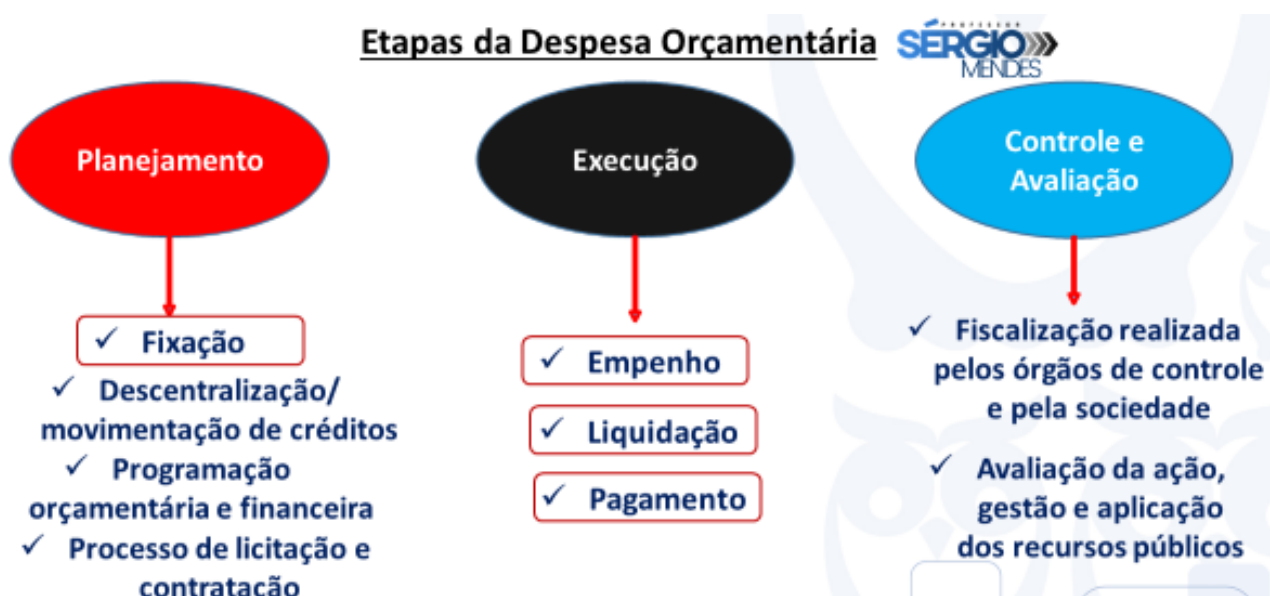 Etapas da Despesa Orçamentária
PROFESSOR
SÉRGIO
MENDES
Planejamento
✓ Fixação
✓ Descentralização/
movimentação de créditos
✓ Programação
orçamentária e financeira
✓ Processo de licitação e
contratação
Execução
✓ Empenho
✓ Liquidação
✓ Pagamento
Controle e
Avaliação
✓ Fiscalização realizada
pelos órgãos de controle
e pela sociedade
✓ Avaliação da ação,
gestão e aplicação
dos recursos públicos